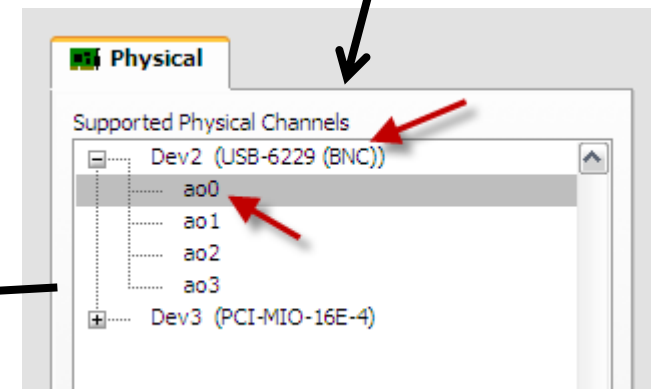 Physical
Supported Physical Channels
Dev2 (USB-6229 (BNC))
ao0
ao1
ao2
ao3
Dev3 (PCI-MIO-16E-4)